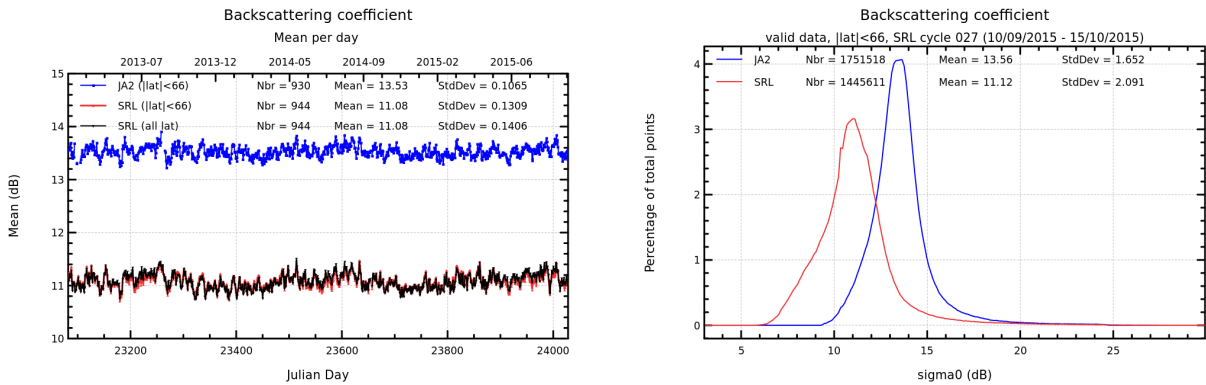 Backscattering coefficient
Mean per day
2013-07 2013-12 2014-05 2014-09 2015-02 2015-06
15
JA2 (|lat|<66) Nbr = 930 Mean = 13.53 StdDev = 0.1065
SRL (|lat|<66) Nbr = 944 Mean = 11.08 StdDev = 0.1309
SRL (all lat) Nbr = 944 Mean = 11.08 StdDev = 0.1406
14
13
12
11
10
Mean (dB)
23200 23400 23600 23800 24000
Julian Day
Backscattering coefficient
valid data, |lat|<66, SRL cycle 027 (10/09/2015 - 15/10/2015)
JA2 Nbr = 1751518 Mean = 13.56 StdDev = 1.652
SRL Nbr = 1445611 Mean = 11.12 StdDev = 2.091
4
3
2
1
0
Percentage of total points
5 10 15 20 25
sigma0 (dB)